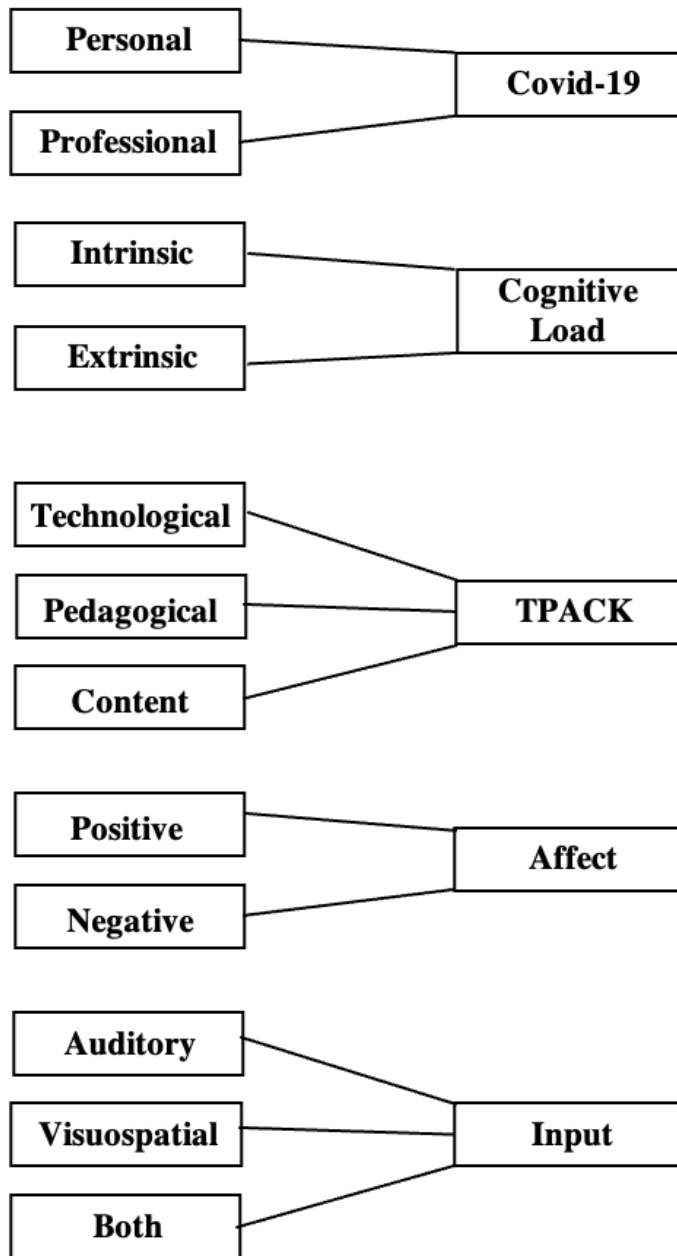 Personal
Covid-19
Professional
Intrinsic
Cognitive
Load
Extrinsic
Technological
Pedagogical
TPACK
Content
Positive
Affect
Negative
Auditory
Visuospatial
Input
Both